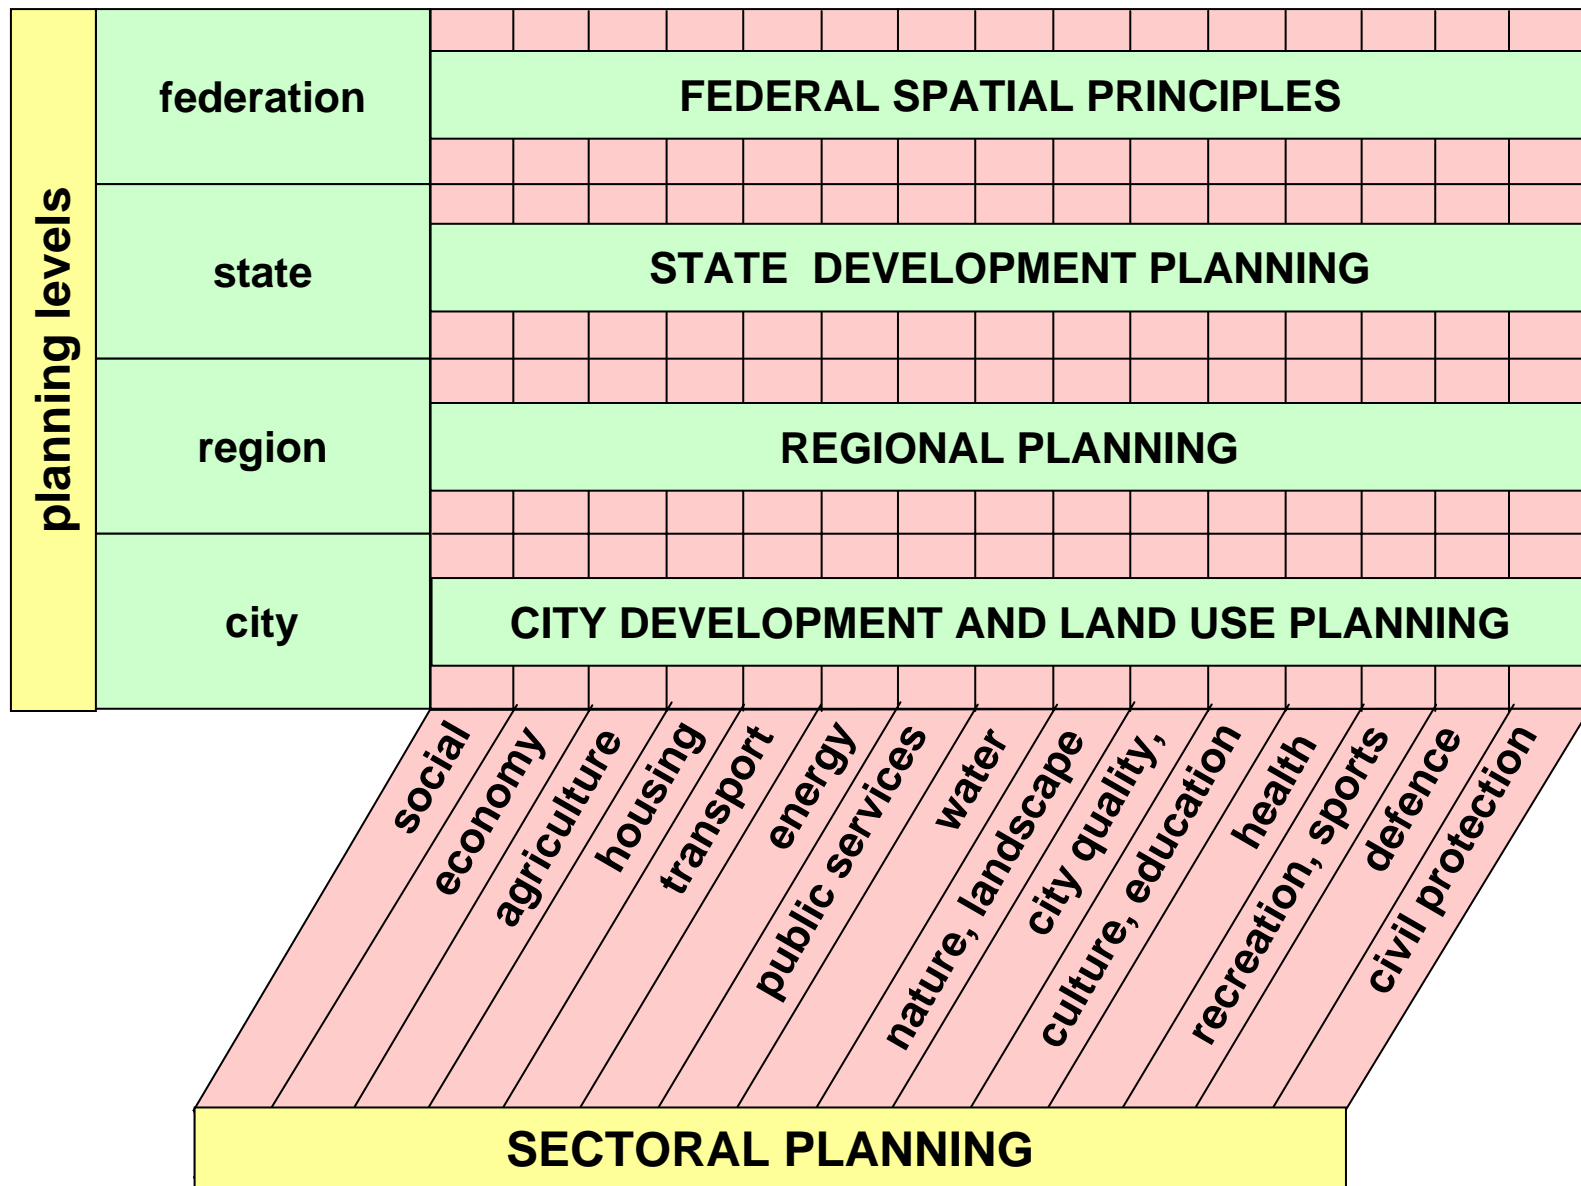 planning levels
federation
FEDERAL SPATIAL PRINCIPLES
state
STATE DEVELOPMENT PLANNING
region
REGIONAL PLANNING
city
CITY DEVELOPMENT AND LAND USE PLANNING
social
economy
agriculture
housing
transport
energy
public services
water
nature, landscape
city quality,
culture, education
health
recreation, sports
defence
civil protection
SECTORAL PLANNING